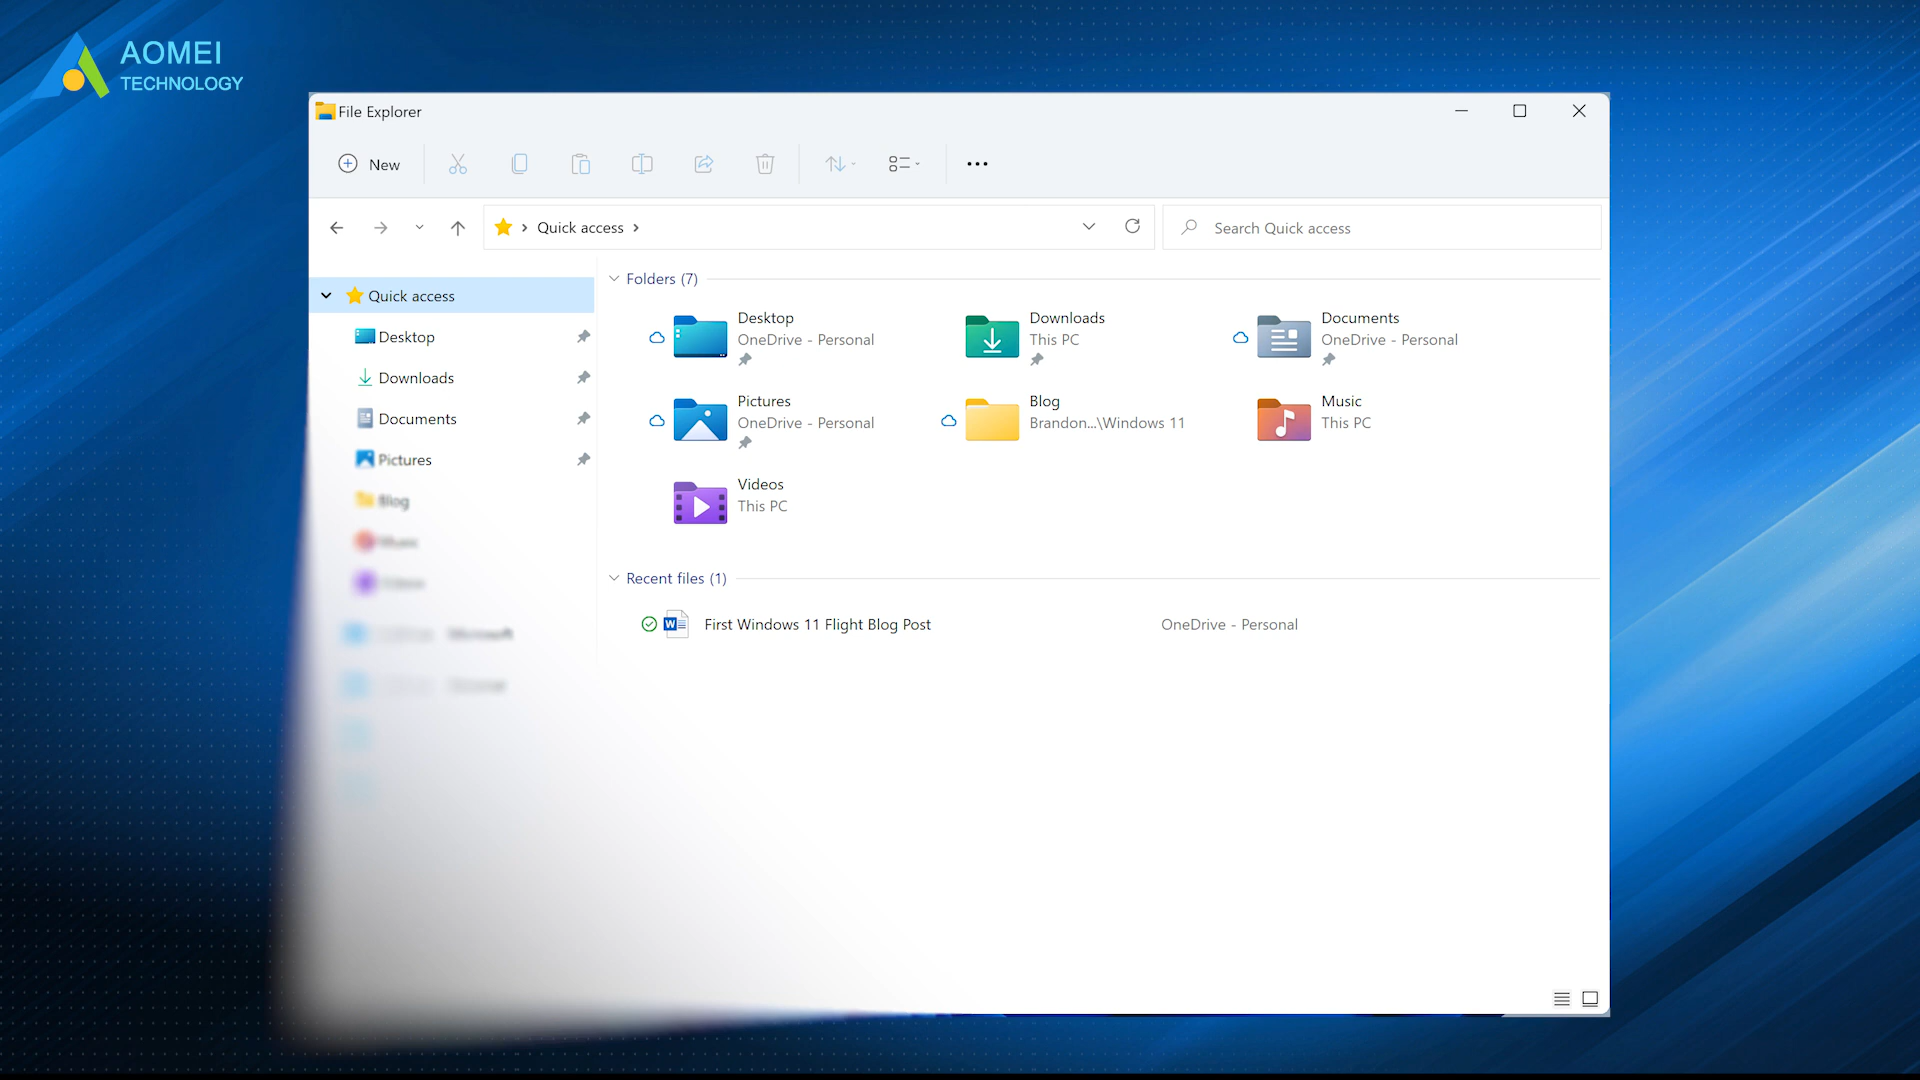 AOMEI
TECHNOLOGY
File Explorer
New
Quick access
Search Quick access
Quick access
Desktop
Downloads
Documents
Pictures
Blog
Folders (7)
Desktop
OneDrive - Personal
Downloads
This PC
Documents
OneDrive - Personal
Pictures
OneDrive - Personal
Blog
Brandon...\Windows 11
Music
This PC
Videos
This PC
Recent files (1)
First Windows 11 Flight Blog Post
OneDrive - Personal